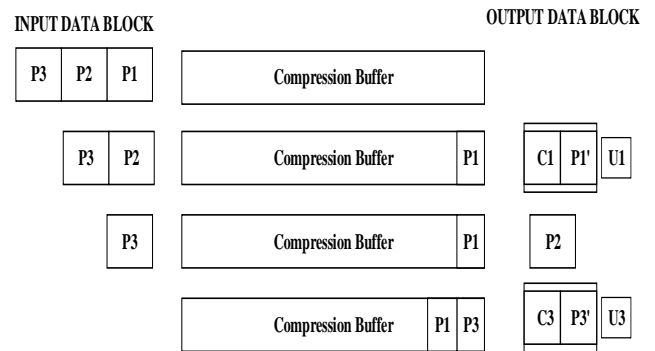 INPUT DATA BLOCK OUTPUT DATA BLOCK
P3 P2 P1 Compression Buffer
P3 P2 Compression Buffer P1 C1 P1' U1
P3 Compression Buffer P1 P2
Compression Buffer P1 P3 C3 P3' U3